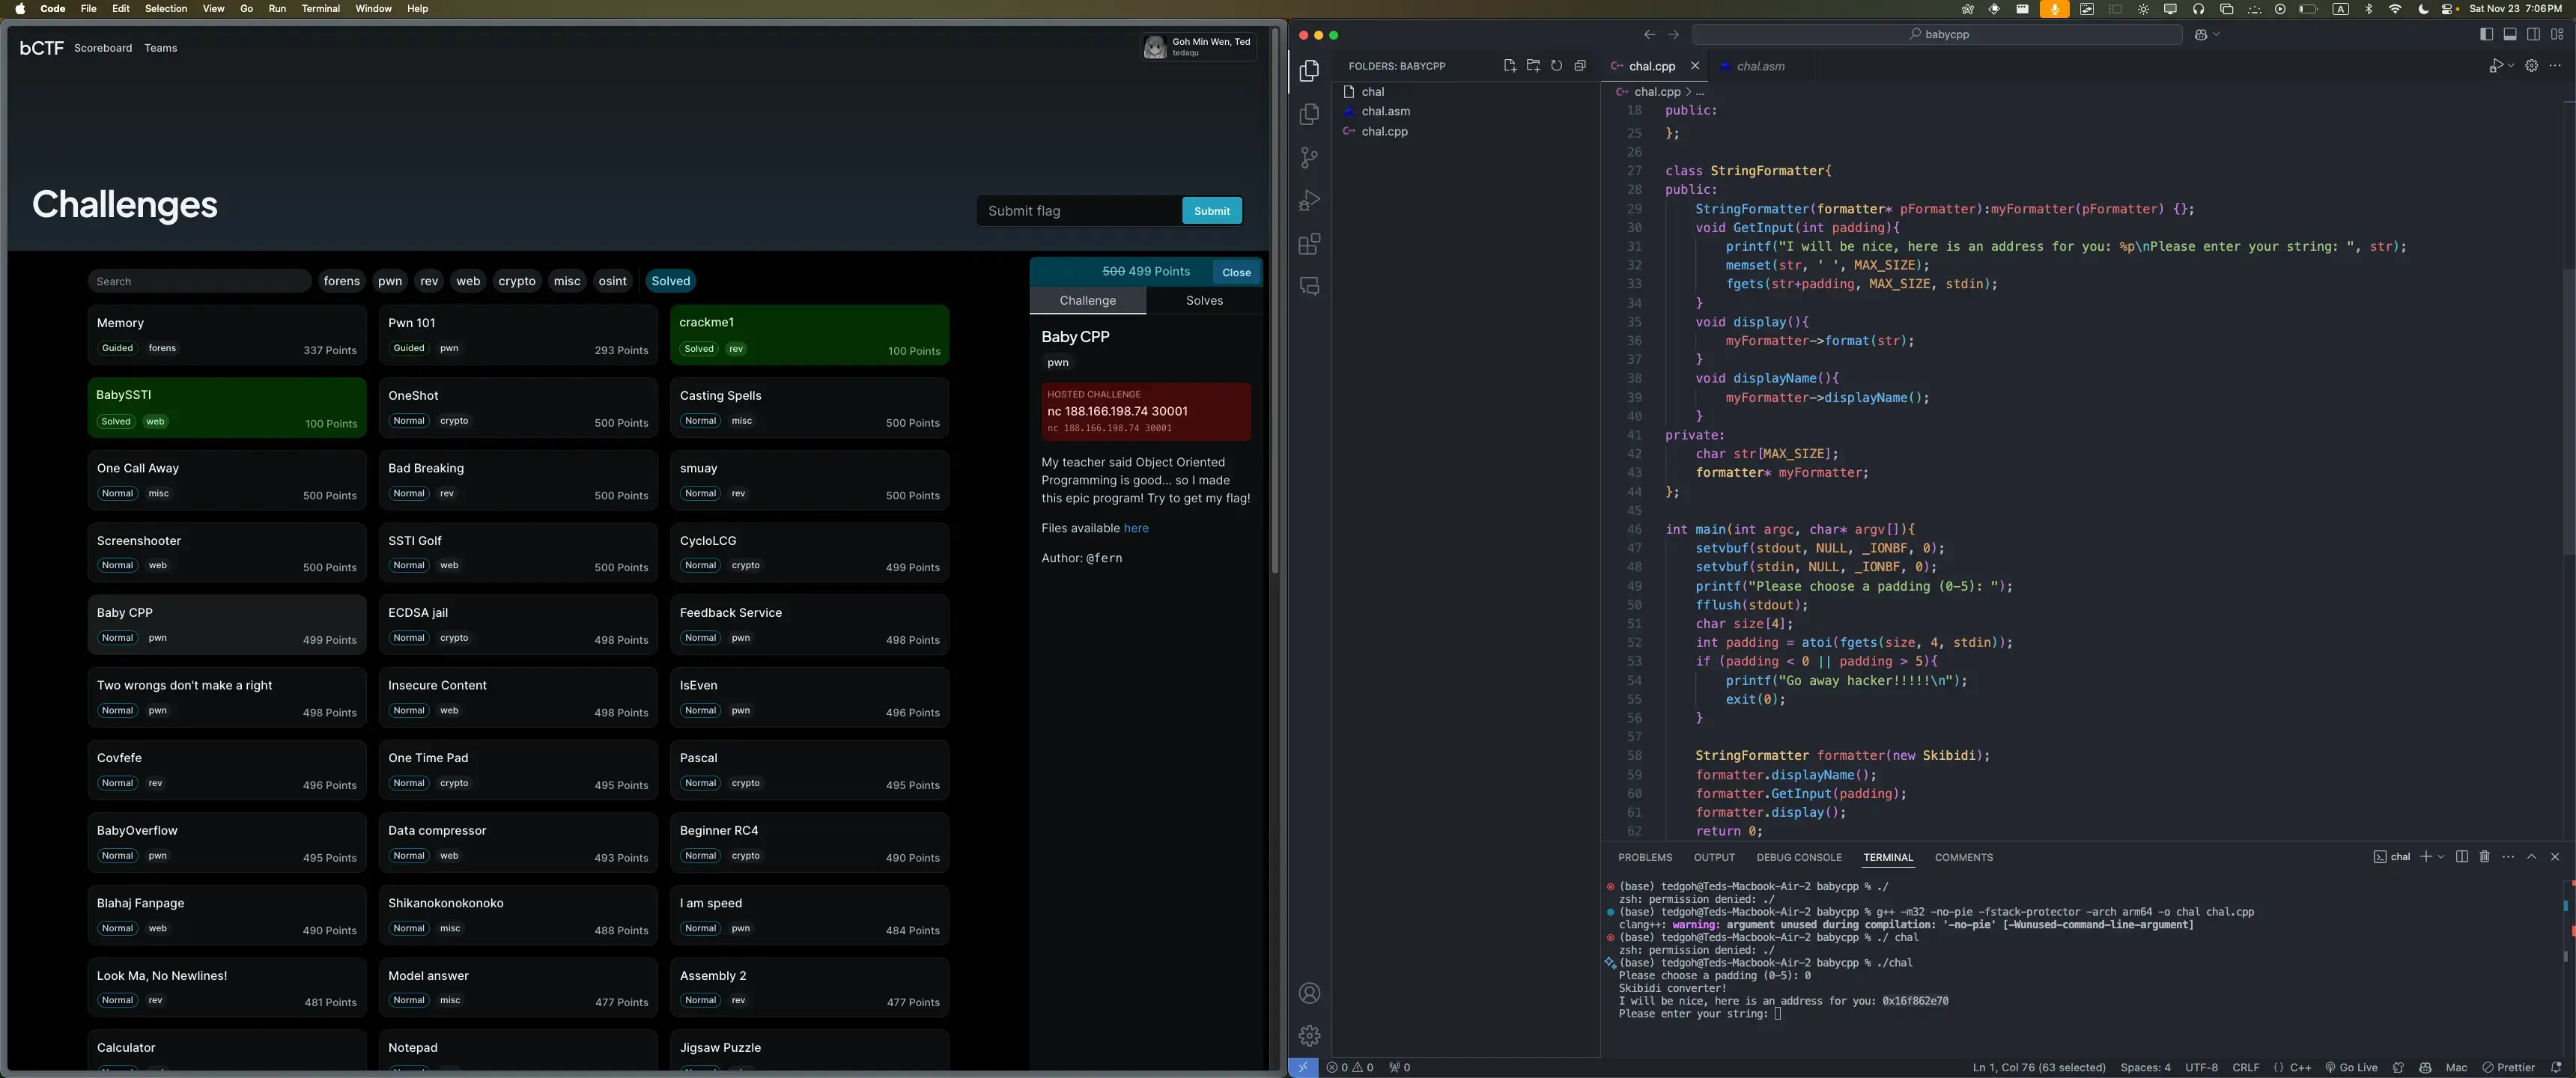 Code File Edit Selection View Go Run Terminal Window Help
A Sat Nov 23 7:06 PM
bCTF Scoreboard Teams
Goh Min Wen, Ted
tedaqu
Challenges
Submit flag Submit
Search forens pwn rev web crypto misc osint Solved
Memory
Guided forens 337 Points
Pwn 101
Guided pwn 293 Points
crackme1
Solved rev 100 Points
BabySSTI
Solved web 100 Points
OneShot
Normal crypto 500 Points
Casting Spells
Normal misc 500 Points
One Call Away
Normal misc 500 Points
Bad Breaking
Normal rev 500 Points
smuay
Normal rev 500 Points
Screenshooter
Normal web 500 Points
SSTI Golf
Normal web 500 Points
CycloLCG
Normal crypto 499 Points
Baby CPP
Normal pwn 499 Points
ECDSA jail
Normal crypto 498 Points
Feedback Service
Normal pwn 498 Points
Two wrongs don't make a right
Normal pwn 498 Points
Insecure Content
Normal web 498 Points
IsEven
Normal pwn 496 Points
Covfefe
Normal rev 496 Points
One Time Pad
Normal crypto 495 Points
Pascal
Normal crypto 495 Points
BabyOverflow
Normal pwn 495 Points
Data compressor
Normal web 493 Points
Beginner RC4
Normal crypto 490 Points
Blahaj Fanpage
Normal web 490 Points
Shikanokonokonoko
Normal misc 488 Points
I am speed
Normal pwn 484 Points
Look Ma, No Newlines!
Normal rev 481 Points
Model answer
Normal misc 477 Points
Assembly 2
Normal rev 477 Points
Calculator
Notepad
Jigsaw Puzzle
500 499 Points Close
Challenge Solves
Baby CPP
pwn
HOSTED CHALLENGE
nc 188.166.198.74 30001
nc 188.166.198.74 30001
My teacher said Object Oriented
Programming is good... so I made
this epic program! Try to get my flag!
Files available here
Author: @fern
babycpp
FOLDERS: BABYCPP
chal
chal.asm
chal.cpp
chal.cpp chal.asm
chal.cpp > ...
18 public:
25 };
26
27 class StringFormatter{
28 public:
29 StringFormatter(formatter* pFormatter):myFormatter(pFormatter) {};
30 void GetInput(int padding){
31 printf("I will be nice, here is an address for you: %p\nPlease enter your string: ", str);
32 memset(str, ' ', MAX_SIZE);
33 fgets(str+padding, MAX_SIZE, stdin);
34 }
35 void display(){
36 myFormatter->format(str);
37 }
38 void displayName(){
39 myFormatter->displayName();
40 }
41 private:
42 char str[MAX_SIZE];
43 formatter* myFormatter;
44 };
45
46 int main(int argc, char* argv[]){
47 setvbuf(stdout, NULL, _IONBF, 0);
48 setvbuf(stdin, NULL, _IONBF, 0);
49 printf("Please choose a padding (0-5): ");
50 fflush(stdout);
51 char size[4];
52 int padding = atoi(fgets(size, 4, stdin));
53 if (padding < 0 || padding > 5){
54 printf("Go away hacker!!!!!\n");
55 exit(0);
56 }
57
58 StringFormatter formatter(new Skibidi);
59 formatter.displayName();
60 formatter.GetInput(padding);
61 formatter.display();
62 return 0;
PROBLEMS OUTPUT DEBUG CONSOLE TERMINAL COMMENTS
chal
(base) tedgoh@Teds-Macbook-Air-2 babycpp % ./
zsh: permission denied: ./
(base) tedgoh@Teds-Macbook-Air-2 babycpp % g++ -m32 -no-pie -fstack-protector -arch arm64 -o chal chal.cpp
clang++: warning: argument unused during compilation: '-no-pie' [-Wunused-command-line-argument]
(base) tedgoh@Teds-Macbook-Air-2 babycpp % ./ chal
zsh: permission denied: ./
(base) tedgoh@Teds-Macbook-Air-2 babycpp % ./chal
Please choose a padding (0-5): 0
Skibidi converter!
I will be nice, here is an address for you: 0x16f862e70
Please enter your string:
0 0 0 Ln 1, Col 76 (63 selected) Spaces: 4 UTF-8 CRLF {} C++ Go Live Mac Prettier